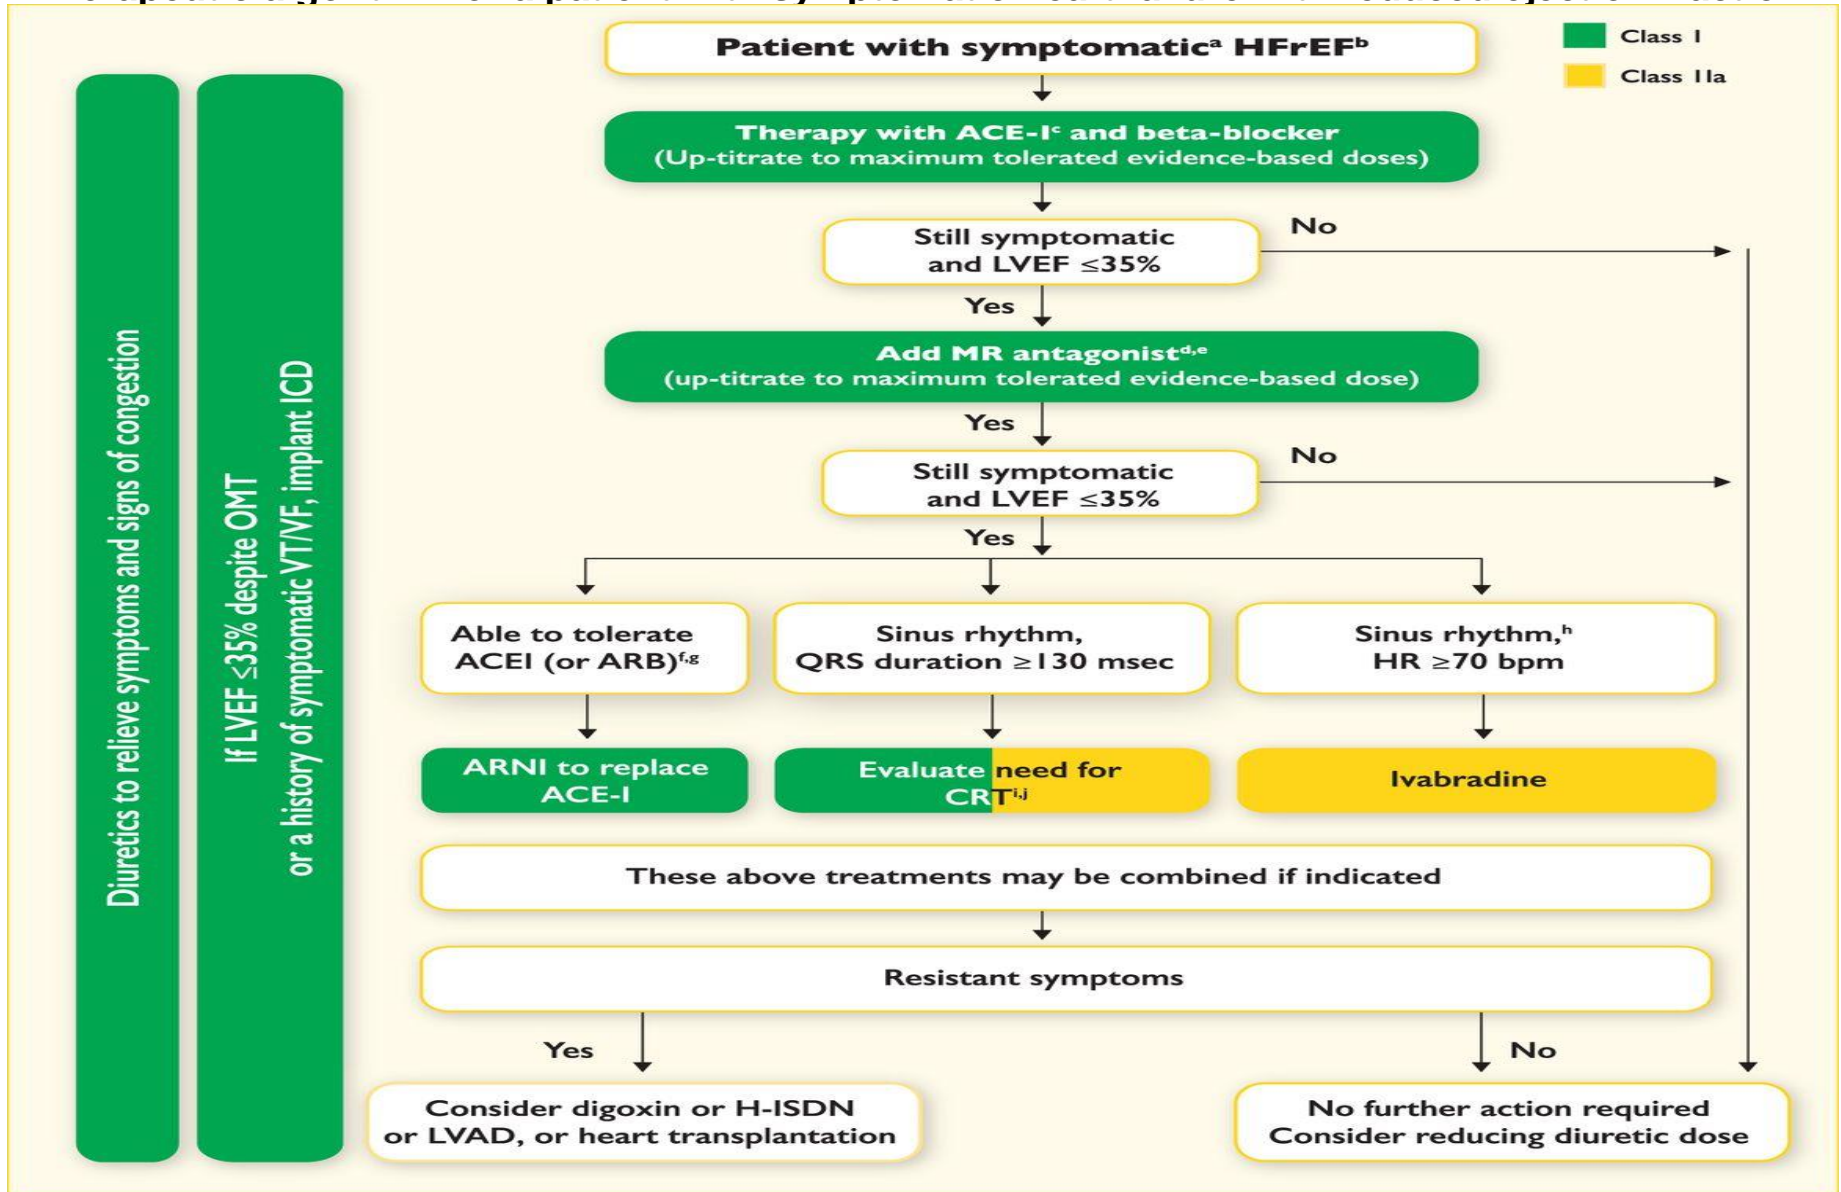 Patient with symptomaticᵃ HFrEFᵇ
Class I
Class IIa
Therapy with ACE-Iᶜ and beta-blocker
(Up-titrate to maximum tolerated evidence-based doses)
Still symptomatic
and LVEF ≤35%
No
Yes
Add MR antagonistᵈ,ᵉ
(up-titrate to maximum tolerated evidence-based dose)
Yes
Still symptomatic
and LVEF ≤35%
No
Yes
Able to tolerate
ACEI (or ARB)ᶠ,ᵍ
Sinus rhythm,
QRS duration ≥130 msec
Sinus rhythm,ʰ
HR ≥70 bpm
ARNI to replace
ACE-I
Evaluate need for
CRTⁱ,ʲ
Ivabradine
These above treatments may be combined if indicated
Resistant symptoms
Yes
No
Consider digoxin or H-ISDN
or LVAD, or heart transplantation
No further action required
Consider reducing diuretic dose
Diuretics to relieve symptoms and signs of congestion
If LVEF ≤35% despite OMT
or a history of symptomatic VT/VF, implant ICD